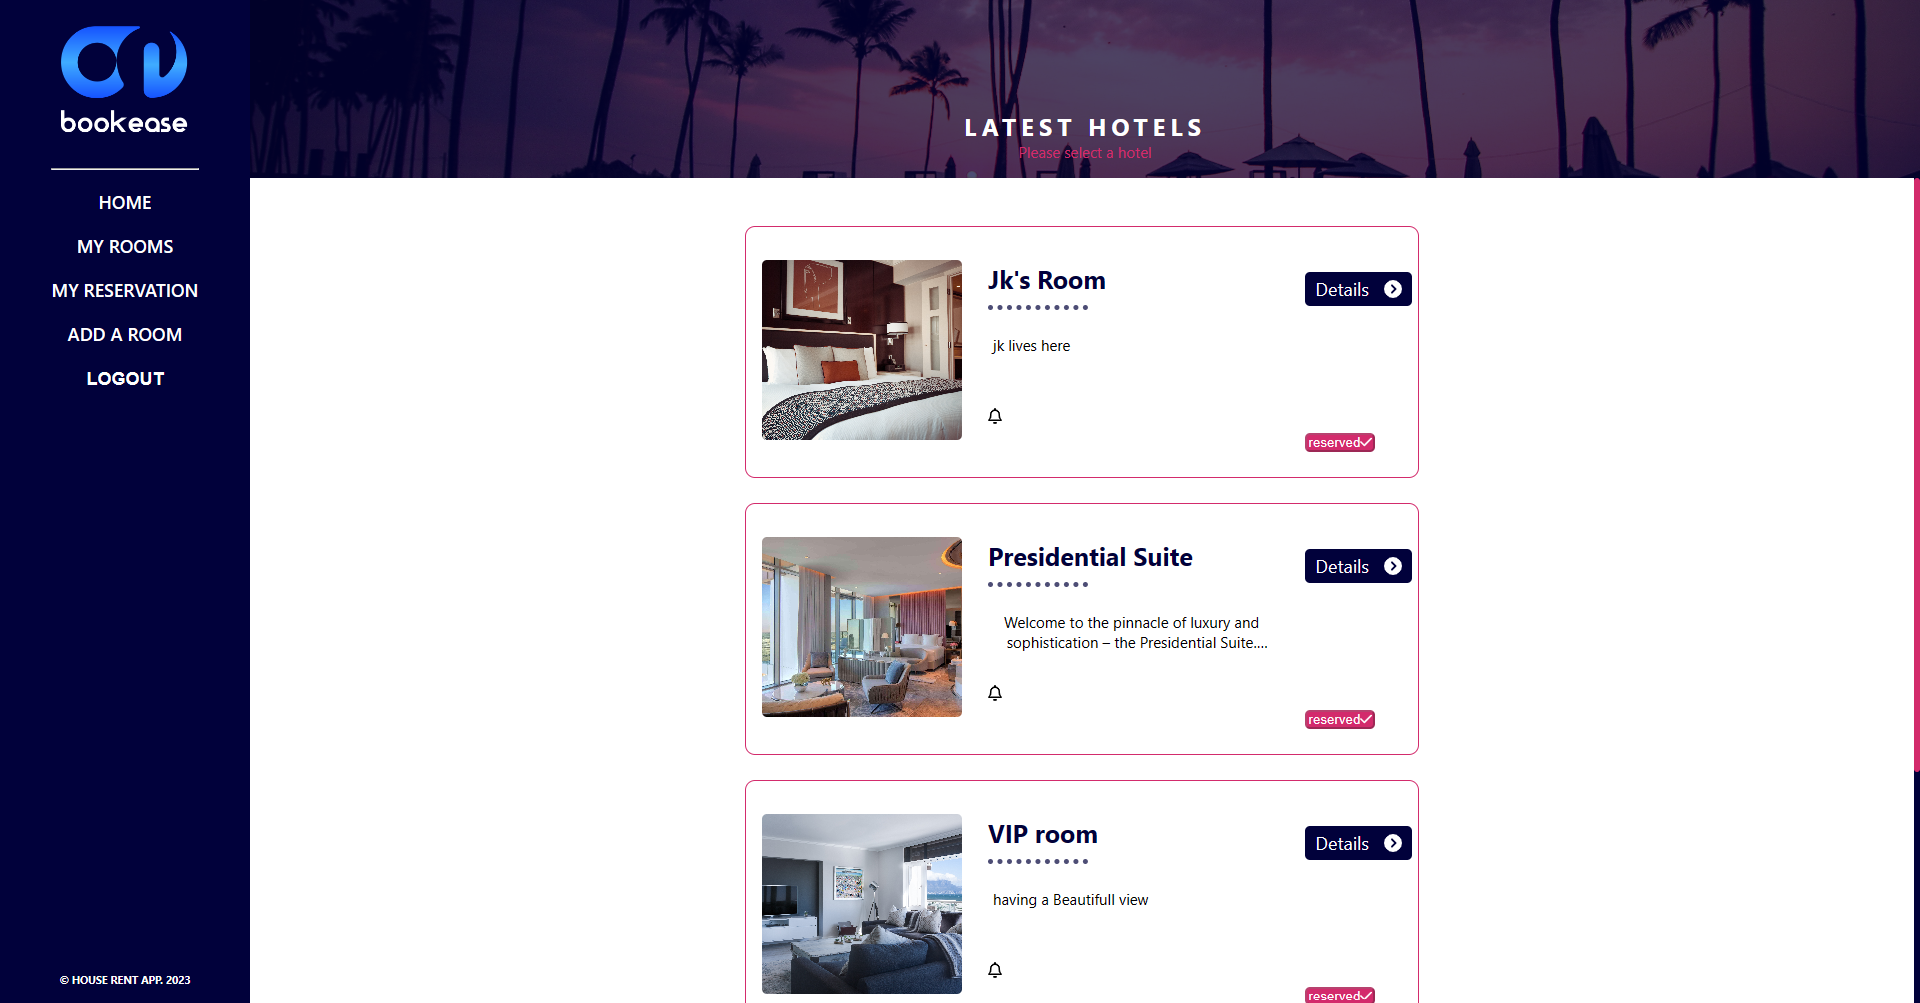 bookease
HOME
MY ROOMS
MY RESERVATION
ADD A ROOM
LOGOUT
© HOUSE RENT APP. 2023
LATEST HOTELS
Please select a hotel
Jk's Room
Details
jk lives here
reserved
Presidential Suite
Details
Welcome to the pinnacle of luxury and
sophistication – the Presidential Suite....
reserved
VIP room
Details
having a Beautifull view
reserved